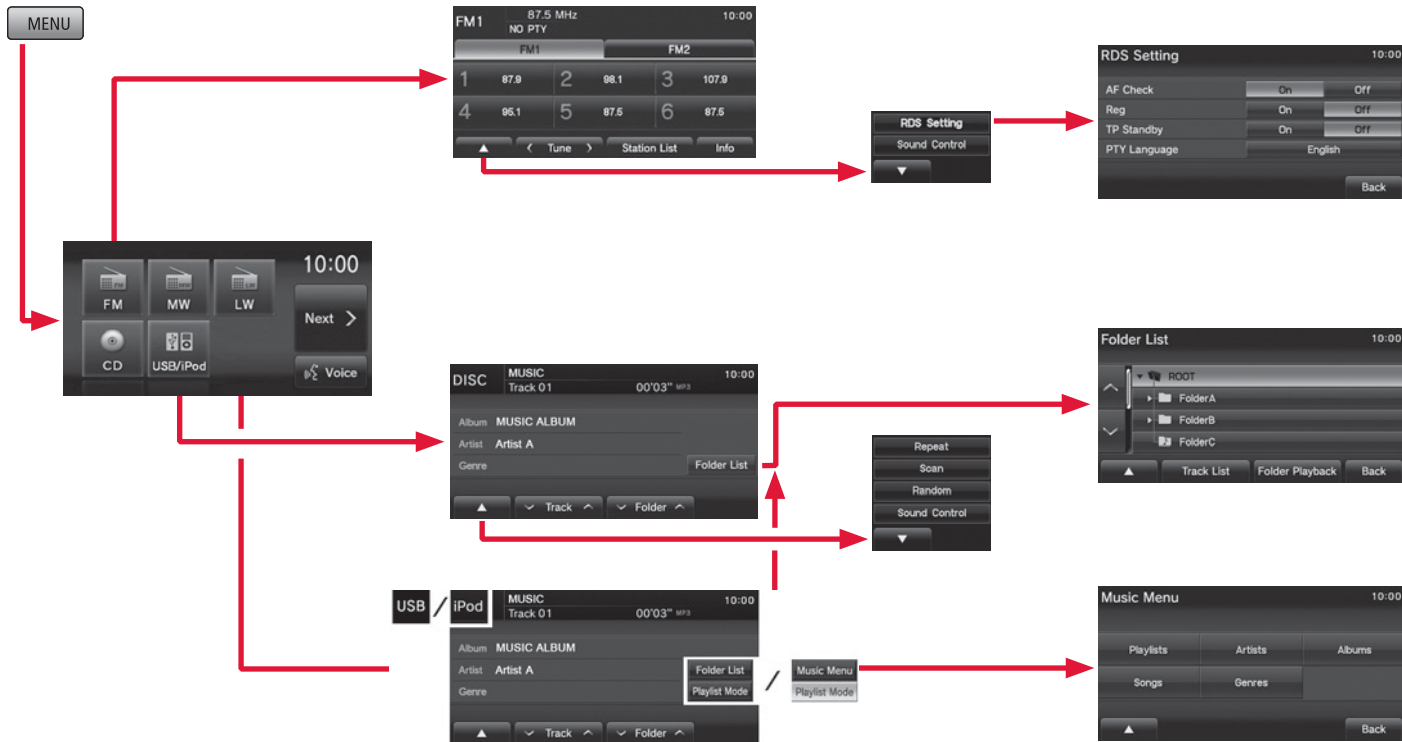 MENU
FM1 87.5 MHz 10:00
NO PTY
FM1 FM2
1 87.9 2 98.1 3 107.9
4 95.1 5 87.5 6 87.5
▲ < Tune > Station List Info
RDS Setting
Sound Control
▼
RDS Setting 10:00
AF Check On Off
Reg On Off
TP Standby On Off
PTY Language English
Back
10:00
FM MW LW
Next >
CD USB/iPod
Voice
DISC MUSIC 10:00
Track 01 00'03" MP3
Album MUSIC ALBUM
Artist Artist A
Genre Folder List
▲ Track Folder
Repeat
Scan
Random
Sound Control
▼
Folder List 10:00
ROOT
FolderA
FolderB
FolderC
▲ Track List Folder Playback Back
USB / iPod MUSIC 10:00
Track 01 00'03" MP3
Album MUSIC ALBUM
Artist Artist A Folder List
Genre Playlist Mode
▲ Track Folder
/
Music Menu
Playlist Mode
Music Menu 10:00
Playlists Artists Albums
Songs Genres
▲ Back